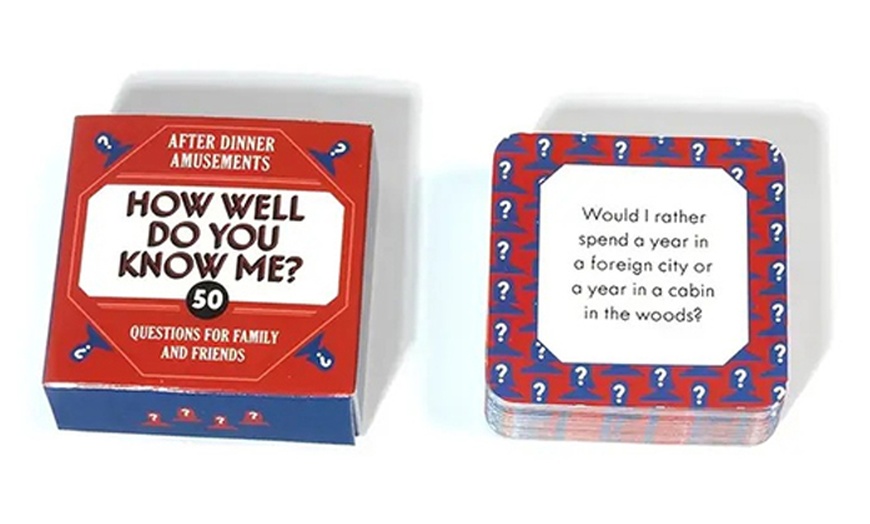 AFTER DINNER
AMUSEMENTS
HOW WELL
DO YOU
KNOW ME?
50
QUESTIONS FOR FAMILY
AND FRIENDS
Would I rather
spend a year in
a foreign city or
a year in a cabin
in the woods?